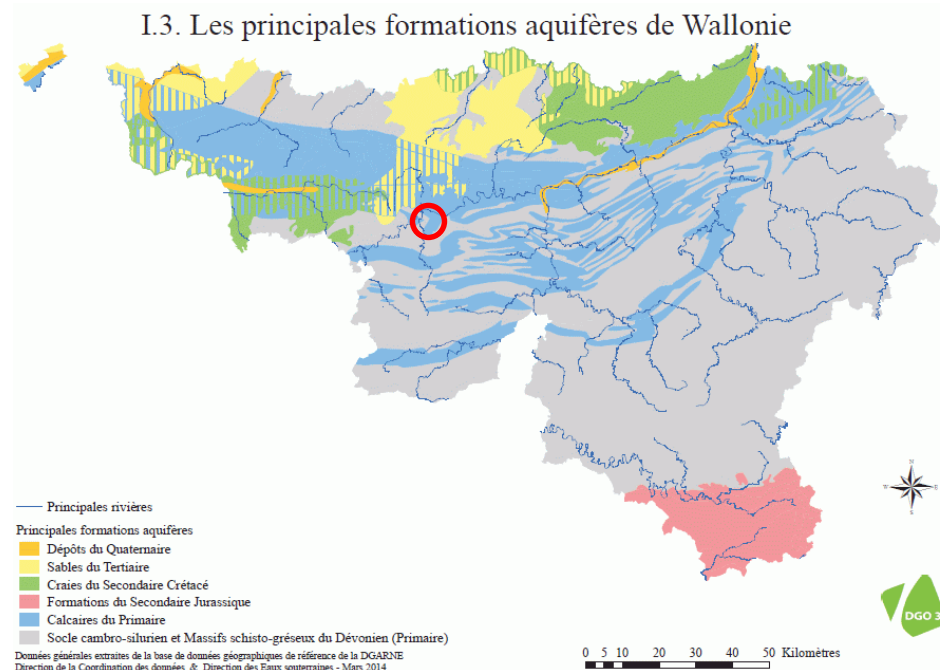 I.3. Les principales formations aquifères de Wallonie
N
W
E
S
Principales rivières
Principales formations aquifères
Dépôts du Quaternaire
Sables du Tertiaire
Craies du Secondaire Crétacé
Formations du Secondaire Jurassique
Calcaires du Primaire
Socle cambro-silurien et Massifs schisto-gréseux du Dévonien (Primaire)
DGO 3
Données générales extraites de la base de données géographiques de référence de la DGARNE
0 5 10 20 30 40 50 Kilomètres
Direction de la Coordination des données & Direction des Eaux souterraines - Mars 2014